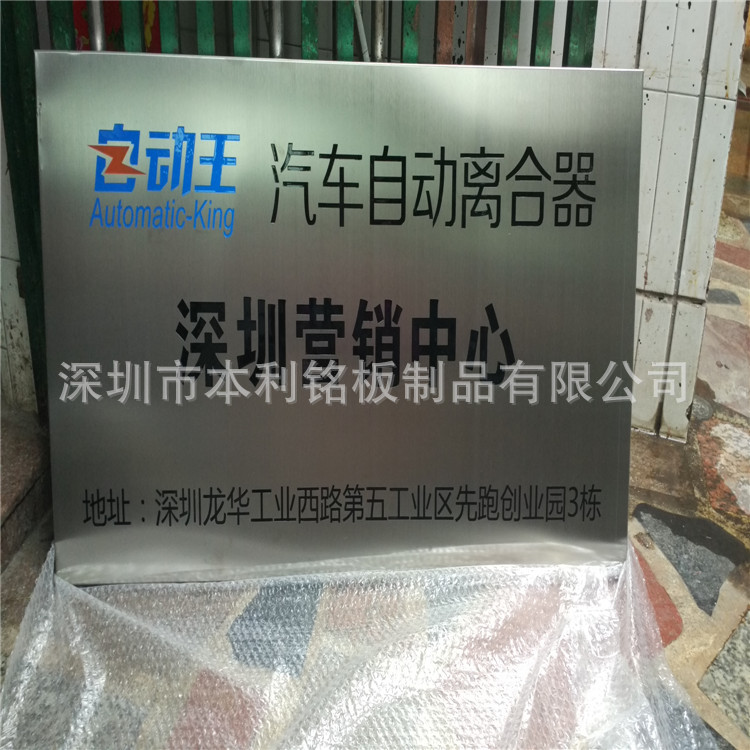 自动王 汽车自动离合器
Automatic-King
深圳营销中心
深圳市本利铭板制品有限公司
地址：深圳龙华工业西路第五工业区先跑创业园3栋